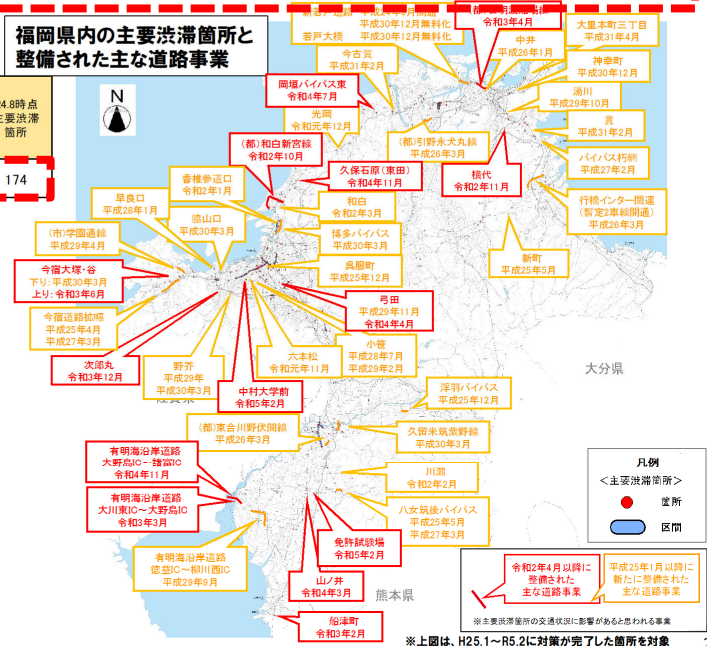 福岡県内の主要渋滞箇所と
整備された主な道路事業
24.8時点
主要渋滞
箇所
174
N
平成30年12月無料化
若戸大橋 平成30年12月無料化
令和3年4月
中井
平成26年1月
大里本町三丁目
平成31年4月
神幸町
平成30年12月
湯川
平成29年10月
貫
平成31年2月
バイパス朽網
平成27年2月
行橋インター関連
(暫定2車線開通)
平成26年3月
今古賀
平成31年2月
岡垣バイパス東
令和4年7月
光岡
令和元年12月
(都)引野永犬丸線
平成26年3月
横代
令和2年11月
新町
平成25年5月
(都)和白新宮線
令和2年10月
久保石原(東田)
令和4年11月
香椎参道口
令和2年1月
和白
令和2年3月
早良口
平成28年1月
脇山口
平成30年3月
博多バイパス
平成30年3月
(市)学園通線
平成29年4月
呉服町
平成25年12月
今宿大塚・谷
下り:平成30年3月
上り:令和3年6月
弓田
平成29年11月
令和4年4月
今宿道路拡幅
平成25年4月
平成27年3月
小笹
平成28年7月
平成29年2月
次郎丸
令和3年12月
野芥
平成29年
平成30年3月
六本松
令和元年11月
中村大学前
令和5年2月
大分県
浮羽バイパス
平成25年12月
(都)東合川野伏間線
平成26年3月
久留米筑紫野線
平成30年3月
有明海沿岸道路
大野島IC~諸富IC
令和4年11月
川瀬
令和2年2月
有明海沿岸道路
大川東IC~大野島IC
令和3年3月
八女筑後バイパス
平成25年5月
平成27年3月
有明海沿岸道路
徳益IC~柳川西IC
平成29年9月
免許試験場
令和5年2月
山ノ井
令和4年3月
熊本県
船津町
令和3年2月
凡例
<主要渋滞箇所>
箇所
区間
令和2年4月以降に
整備された
主な道路事業
平成25年1月以降に
新たに整備された
主な道路事業
※主要渋滞箇所の交通状況に影響があると思われる事業
※上図は、H25.1~R5.2に対策が完了した箇所を対象